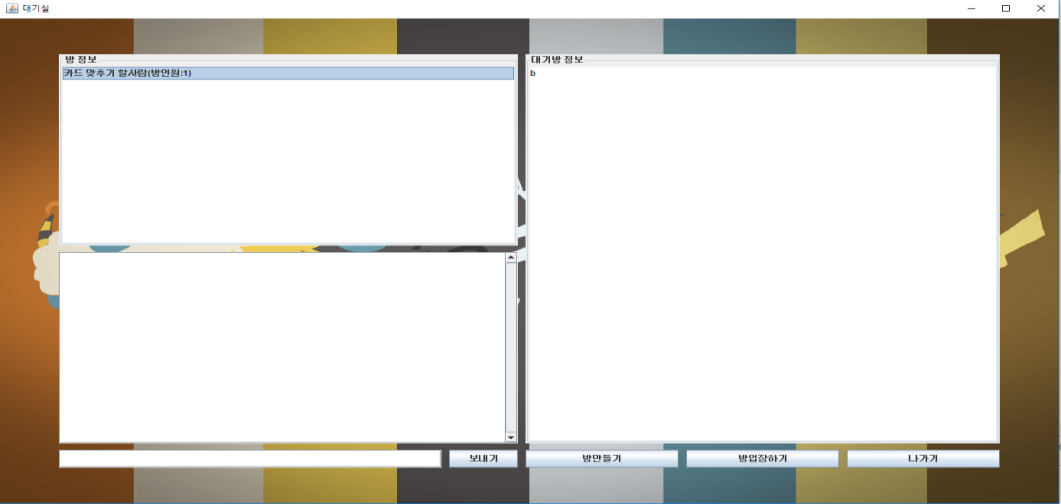 대기실
방 정보
카드 맞추기 할사람(방인원:1)
대기방 정보
b
보내기
방만들기
방입장하기
나가기